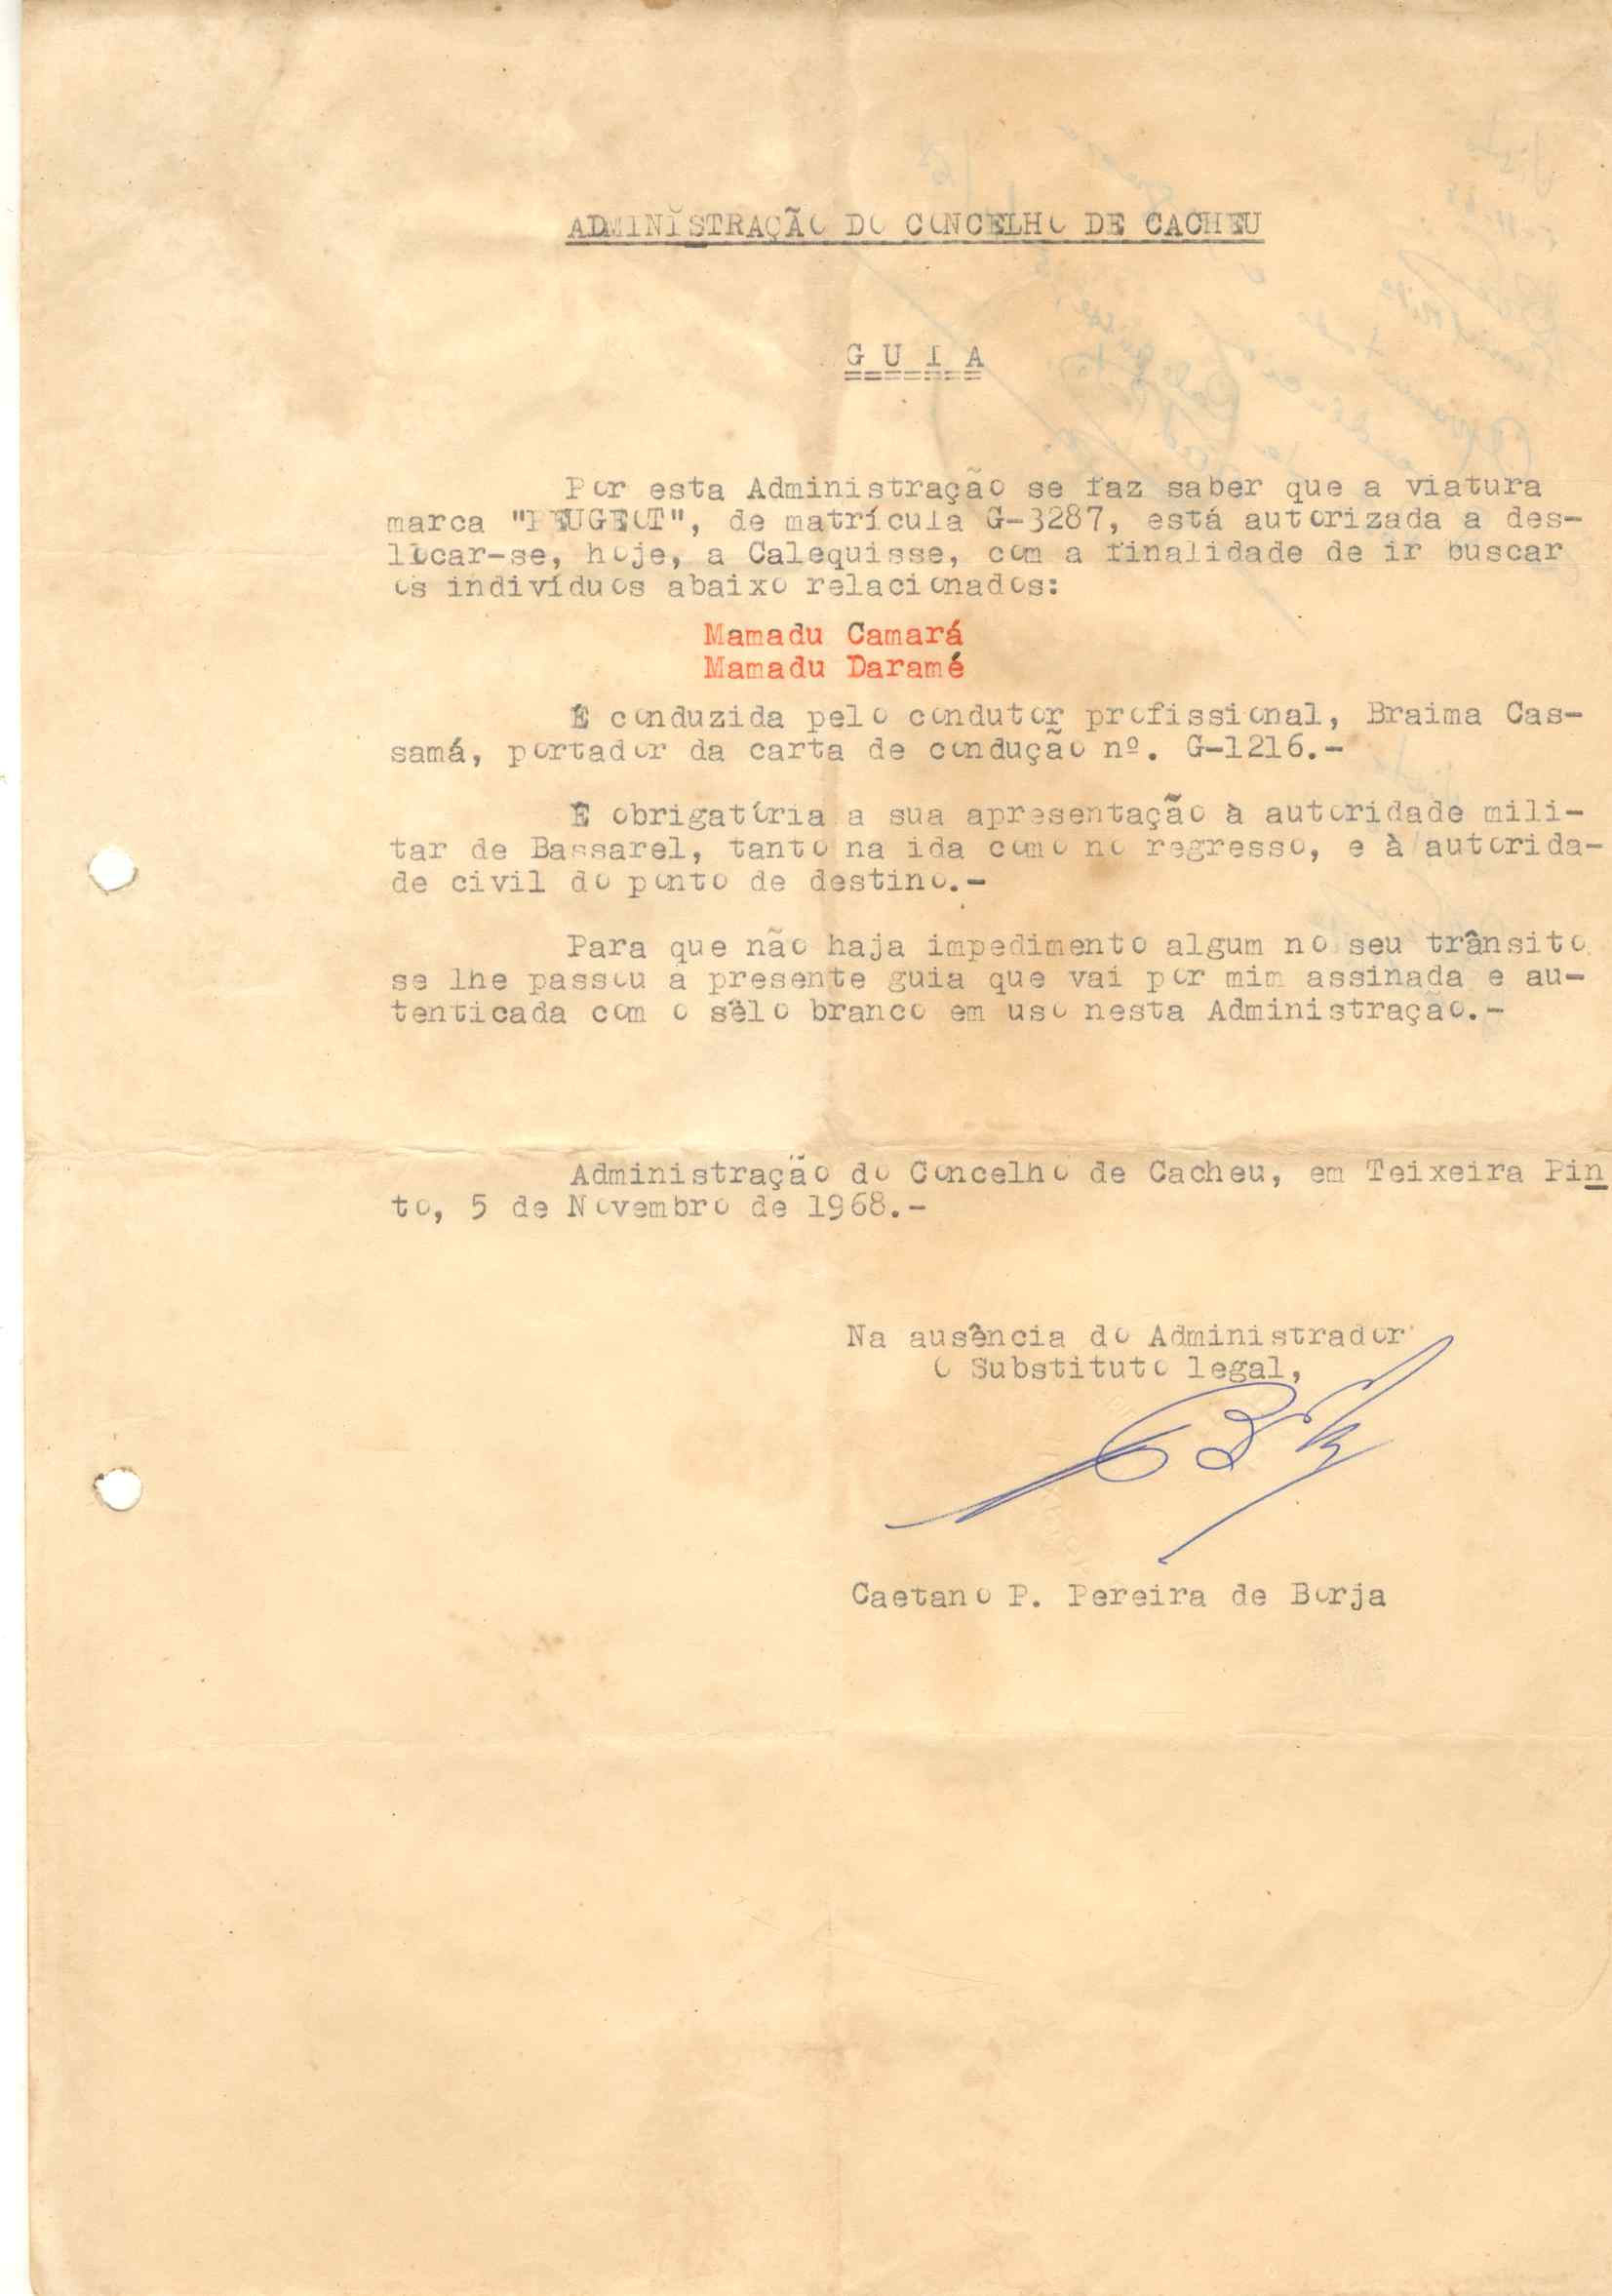 ADMINISTRAÇÃO DO CONCELHO DE CACHEU
G U I A
Por esta Administração se faz saber que a viatura
marca "PEUGEOT", de matrícula G-3287, está autorizada a des-
locar-se, hoje, a Calequisse, com a finalidade de ir buscar
os indivíduos abaixo relacionados:
Mamadu Camará
Mamadu Daramé
É conduzida pelo condutor profissional, Braima Cas-
samá, portador da carta de condução nº. G-1216.-
É obrigatória a sua apresentação à autoridade mili-
tar de Bassarel, tanto na ida como no regresso, e à autorida-
de civil do ponto de destino.-
Para que não haja impedimento algum no seu trânsito
se lhe passou a presente guia que vai por mim assinada e au-
tenticada com o sêlo branco em uso nesta Administração.-
Administração do Concelho de Cacheu, em Teixeira Pin
to, 5 de Novembro de 1968.-
Na ausência do Administrador
O Substituto legal,
Caetano P. Pereira de Borja